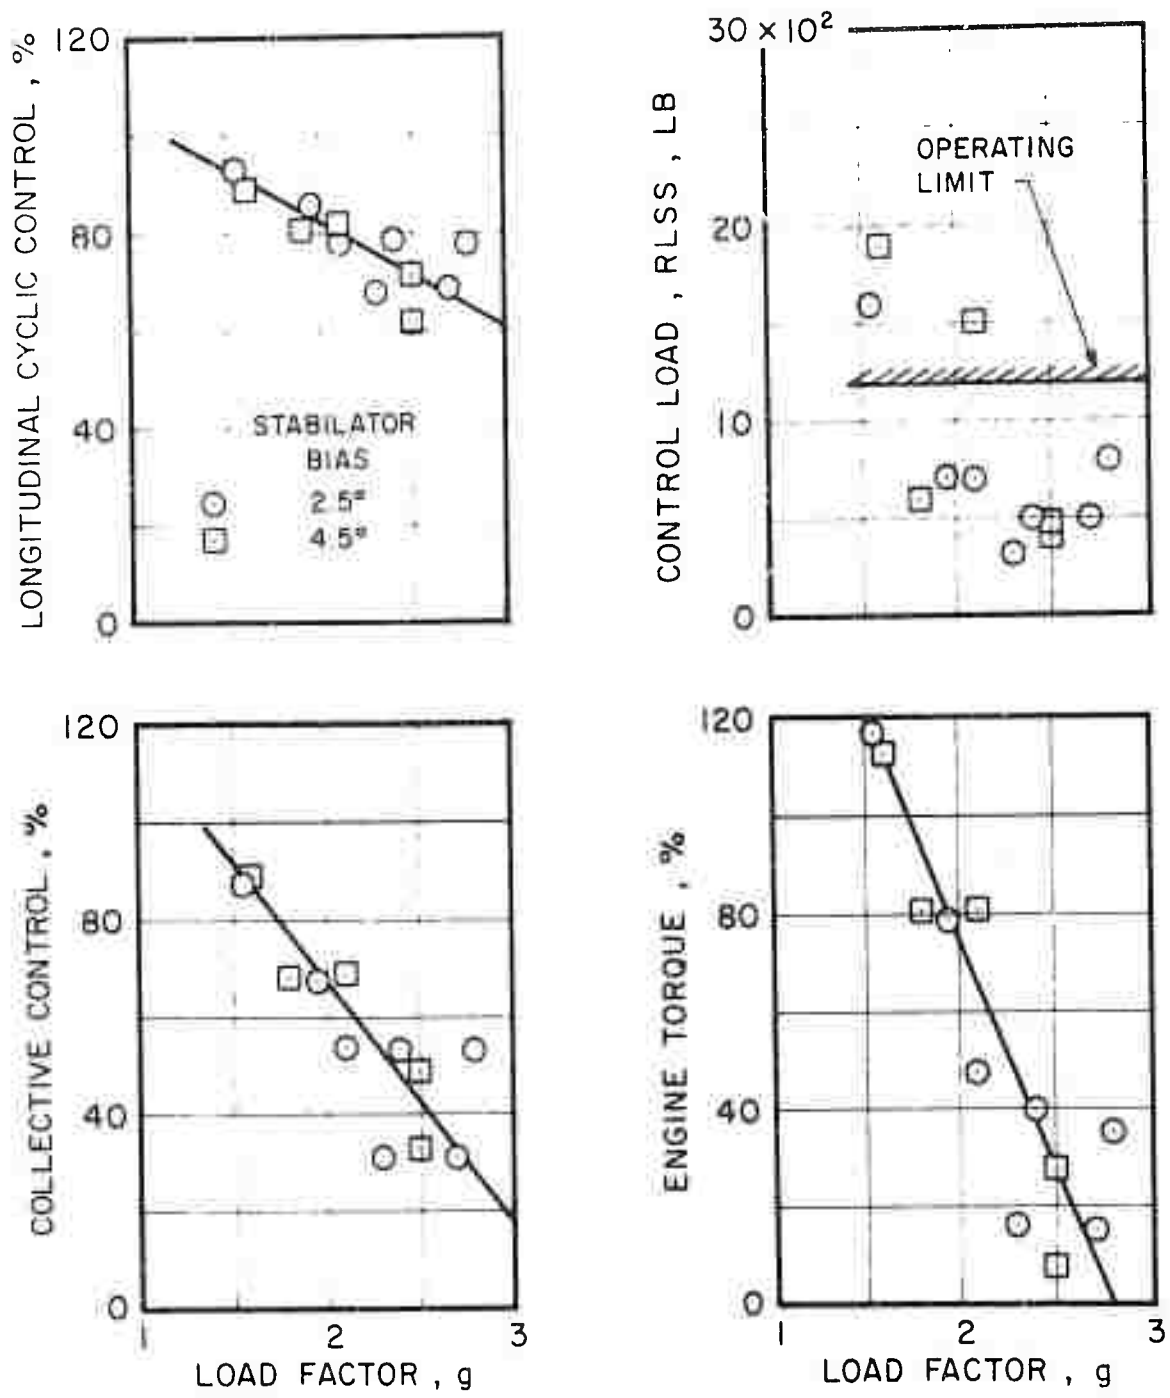 LONGITUDINAL CYCLIC CONTROL, %
120
80
40
0
STABILATOR
BIAS
2.5°
4.5°
CONTROL LOAD, RLSS, LB
30 × 10²
20
10
0
OPERATING
LIMIT
COLLECTIVE CONTROL, %
120
80
40
0
1 2 3
LOAD FACTOR, g
ENGINE TORQUE, %
120
80
40
0
1 2 3
LOAD FACTOR, g